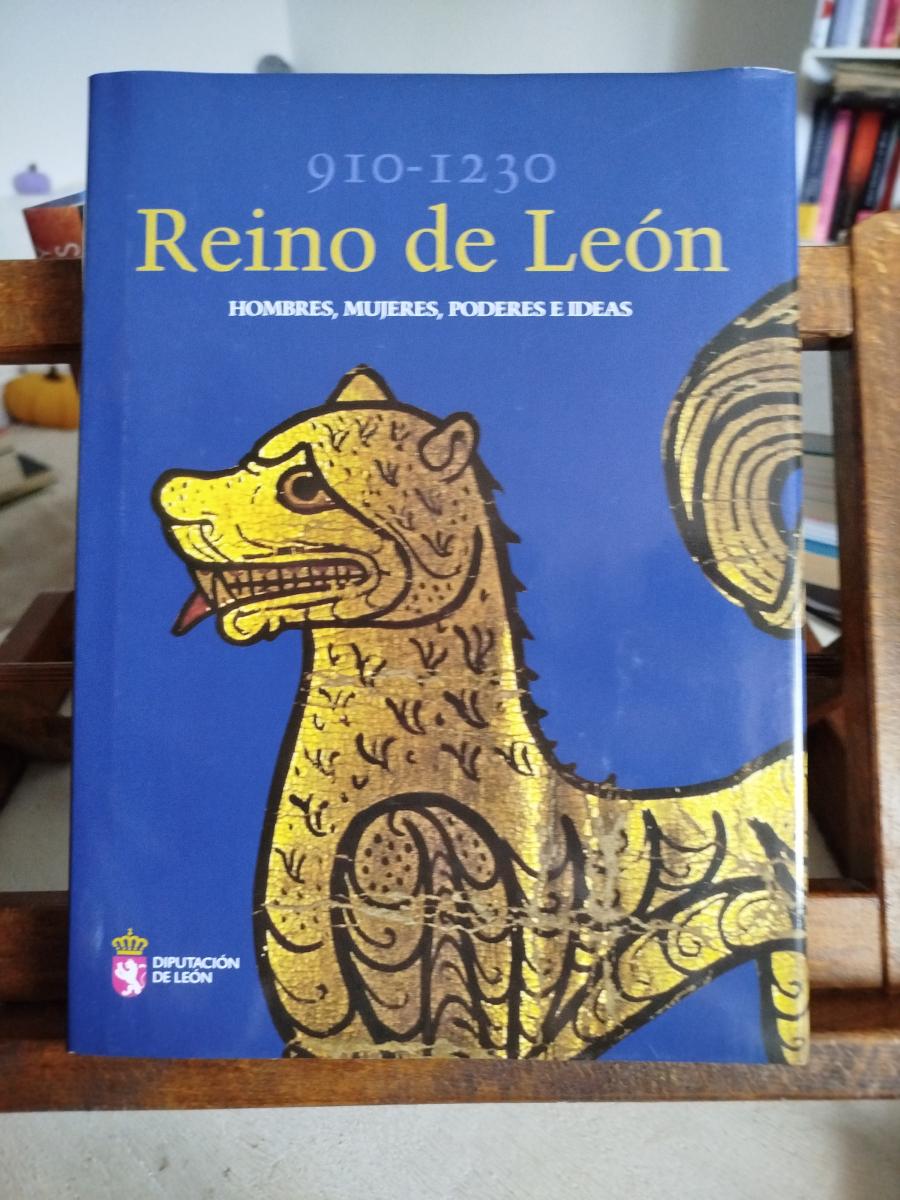 910-1230
Reino de León
HOMBRES, MUJERES, PODERES E IDEAS
DIPUTACIÓN
DE LEÓN